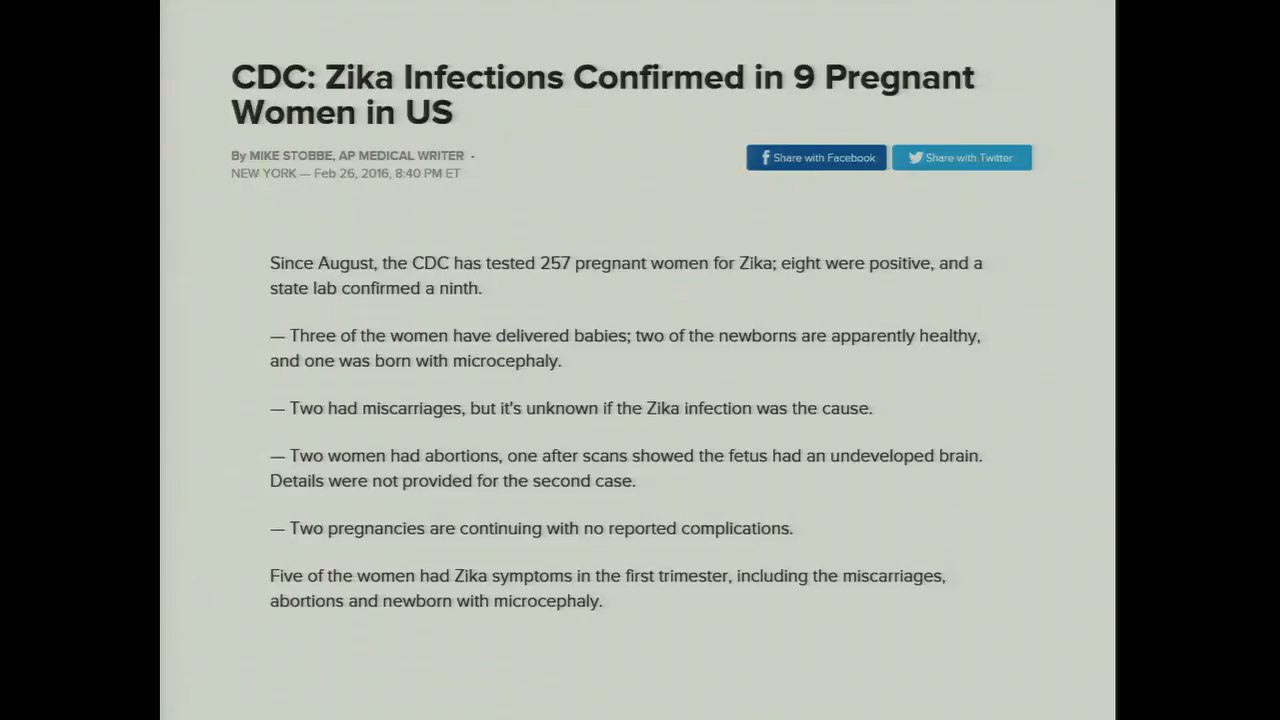 CDC: Zika Infections Confirmed in 9 Pregnant
Women in US
By MIKE STOBBE, AP MEDICAL WRITER -
NEW YORK — Feb 26, 2016, 8:40 PM ET
Share with Facebook
Share with Twitter
Since August, the CDC has tested 257 pregnant women for Zika; eight were positive, and a
state lab confirmed a ninth.
— Three of the women have delivered babies; two of the newborns are apparently healthy,
and one was born with microcephaly.
— Two had miscarriages, but it's unknown if the Zika infection was the cause.
— Two women had abortions, one after scans showed the fetus had an undeveloped brain.
Details were not provided for the second case.
— Two pregnancies are continuing with no reported complications.
Five of the women had Zika symptoms in the first trimester, including the miscarriages,
abortions and newborn with microcephaly.